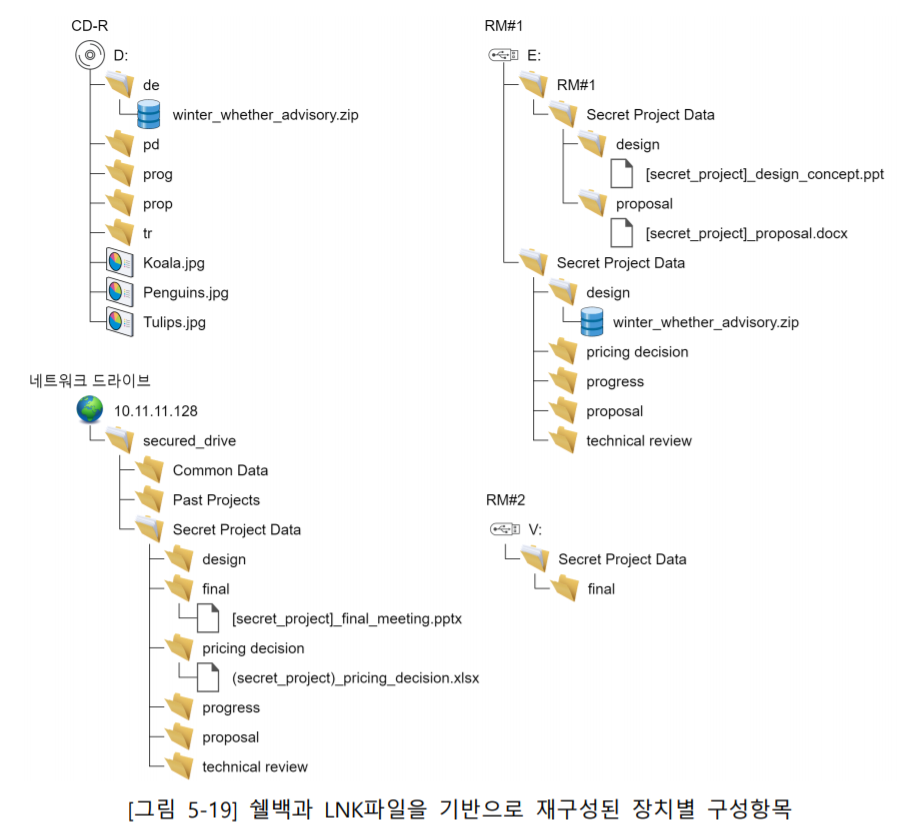 CD-R
D:
de
winter_whether_advisory.zip
pd
prog
prop
tr
Koala.jpg
Penguins.jpg
Tulips.jpg
RM#1
E:
RM#1
Secret Project Data
design
[secret_project]_design_concept.ppt
proposal
[secret_project]_proposal.docx
Secret Project Data
design
winter_whether_advisory.zip
pricing decision
progress
proposal
technical review
네트워크 드라이브
10.11.11.128
secured_drive
Common Data
Past Projects
Secret Project Data
design
final
[secret_project]_final_meeting.pptx
pricing decision
(secret_project)_pricing_decision.xlsx
progress
proposal
technical review
RM#2
V:
Secret Project Data
final
[그림 5-19] 쉘백과 LNK파일을 기반으로 재구성된 장치별 구성항목